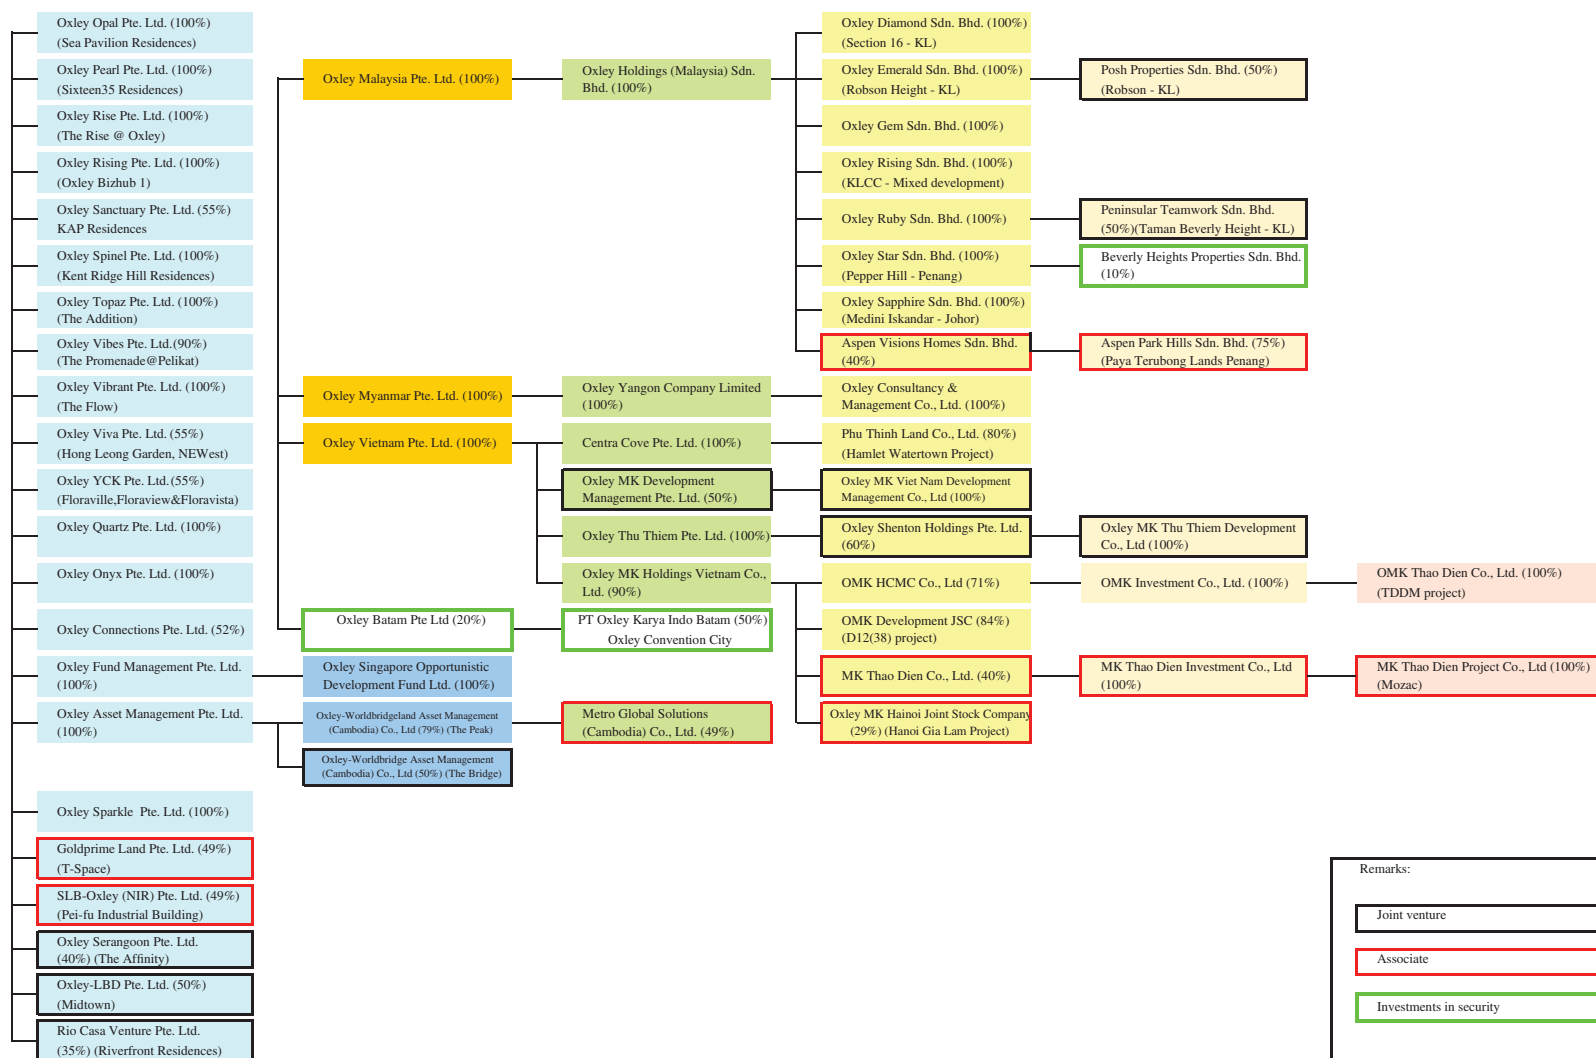 Oxley Opal Pte. Ltd. (100%)
(Sea Pavilion Residences)
Oxley Pearl Pte. Ltd. (100%)
(Sixteen35 Residences)
Oxley Rise Pte. Ltd. (100%)
(The Rise @ Oxley)
Oxley Rising Pte. Ltd. (100%)
(Oxley Bizhub 1)
Oxley Sanctuary Pte. Ltd. (55%)
KAP Residences
Oxley Spinel Pte. Ltd. (100%)
(Kent Ridge Hill Residences)
Oxley Topaz Pte. Ltd. (100%)
(The Addition)
Oxley Vibes Pte. Ltd.(90%)
(The Promenade@Pelikat)
Oxley Vibrant Pte. Ltd. (100%)
(The Flow)
Oxley Viva Pte. Ltd. (55%)
(Hong Leong Garden, NEWest)
Oxley YCK Pte. Ltd.(55%)
(Floraville,Floraview&Floravista)
Oxley Quartz Pte. Ltd. (100%)
Oxley Onyx Pte. Ltd. (100%)
Oxley Connections Pte. Ltd. (52%)
Oxley Fund Management Pte. Ltd.
(100%)
Oxley Asset Management Pte. Ltd.
(100%)
Oxley Sparkle Pte. Ltd. (100%)
Goldprime Land Pte. Ltd. (49%)
(T-Space)
SLB-Oxley (NIR) Pte. Ltd. (49%)
(Pei-fu Industrial Building)
Oxley Serangoon Pte. Ltd.
(40%) (The Affinity)
Oxley-LBD Pte. Ltd. (50%)
(Midtown)
Rio Casa Venture Pte. Ltd.
(35%) (Riverfront Residences)
Oxley Malaysia Pte. Ltd. (100%)
Oxley Myanmar Pte. Ltd. (100%)
Oxley Vietnam Pte. Ltd. (100%)
Oxley Batam Pte Ltd (20%)
Oxley Singapore Opportunistic
Development Fund Ltd. (100%)
Oxley-Worldbridgeland Asset Management
(Cambodia) Co., Ltd (79%) (The Peak)
Oxley-Worldbridge Asset Management
(Cambodia) Co., Ltd (50%) (The Bridge)
Oxley Holdings (Malaysia) Sdn.
Bhd. (100%)
Oxley Yangon Company Limited
(100%)
Centra Cove Pte. Ltd. (100%)
Oxley MK Development
Management Pte. Ltd. (50%)
Oxley Thu Thiem Pte. Ltd. (100%)
Oxley MK Holdings Vietnam Co.,
Ltd. (90%)
PT Oxley Karya Indo Batam (50%)
Oxley Convention City
Metro Global Solutions
(Cambodia) Co., Ltd. (49%)
Oxley Diamond Sdn. Bhd. (100%)
(Section 16 - KL)
Oxley Emerald Sdn. Bhd. (100%)
(Robson Height - KL)
Oxley Gem Sdn. Bhd. (100%)
Oxley Rising Sdn. Bhd. (100%)
(KLCC - Mixed development)
Oxley Ruby Sdn. Bhd. (100%)
Oxley Star Sdn. Bhd. (100%)
(Pepper Hill - Penang)
Oxley Sapphire Sdn. Bhd. (100%)
(Medini Iskandar - Johor)
Aspen Visions Homes Sdn. Bhd.
(40%)
Oxley Consultancy &
Management Co., Ltd. (100%)
Phu Thinh Land Co., Ltd. (80%)
(Hamlet Watertown Project)
Oxley MK Viet Nam Development
Management Co., Ltd (100%)
Oxley Shenton Holdings Pte. Ltd.
(60%)
OMK HCMC Co., Ltd (71%)
OMK Development JSC (84%)
(D12(38) project)
MK Thao Dien Co., Ltd. (40%)
Oxley MK Hainoi Joint Stock Company
(29%) (Hanoi Gia Lam Project)
Posh Properties Sdn. Bhd. (50%)
(Robson - KL)
Peninsular Teamwork Sdn. Bhd.
(50%)(Taman Beverly Height - KL)
Beverly Heights Properties Sdn. Bhd.
(10%)
Aspen Park Hills Sdn. Bhd. (75%)
(Paya Terubong Lands Penang)
Oxley MK Thu Thiem Development
Co., Ltd (100%)
OMK Investment Co., Ltd. (100%)
MK Thao Dien Investment Co., Ltd
(100%)
OMK Thao Dien Co., Ltd. (100%)
(TDDM project)
MK Thao Dien Project Co., Ltd (100%)
(Mozac)
Remarks:
Joint venture
Associate
Investments in security